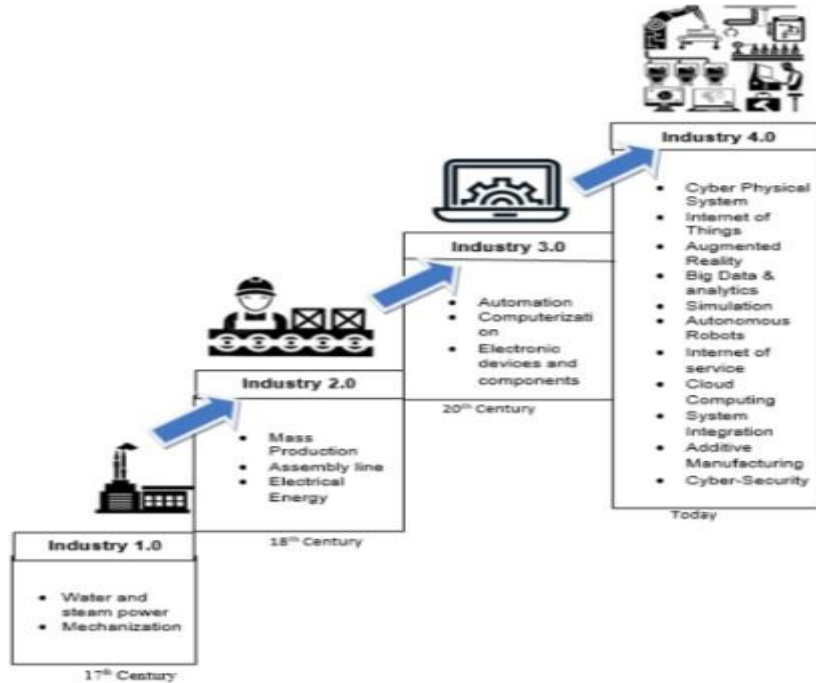 Industry 4.0
• Cyber Physical
System
• Internet of
Things
• Augmented
Reality
• Big Data &
analytics
• Simulation
• Autonomous
Robots
• Internet of
service
• Cloud
Computing
• System
Integration
• Additive
Manufacturing
• Cyber-Security
Today
Industry 3.0
• Automation
• Computerizati
on
• Electronic
devices and
components
20th Century
Industry 2.0
• Mass
Production
• Assembly line
• Electrical
Energy
18th Century
Industry 1.0
• Water and
steam power
• Mechanization
17th Century